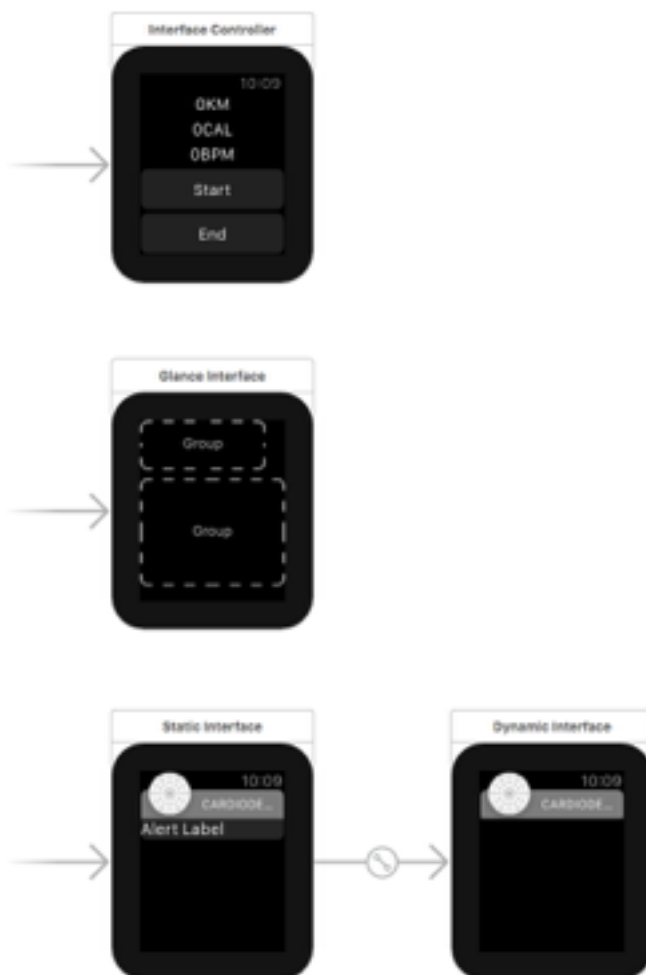 Interface Controller
10:09
0KM
0CAL
0BPM
Start
End
Glance Interface
Group
Group
Static Interface
10:09
CARDIODE...
Alert Label
Dynamic Interface
10:09
CARDIODE...